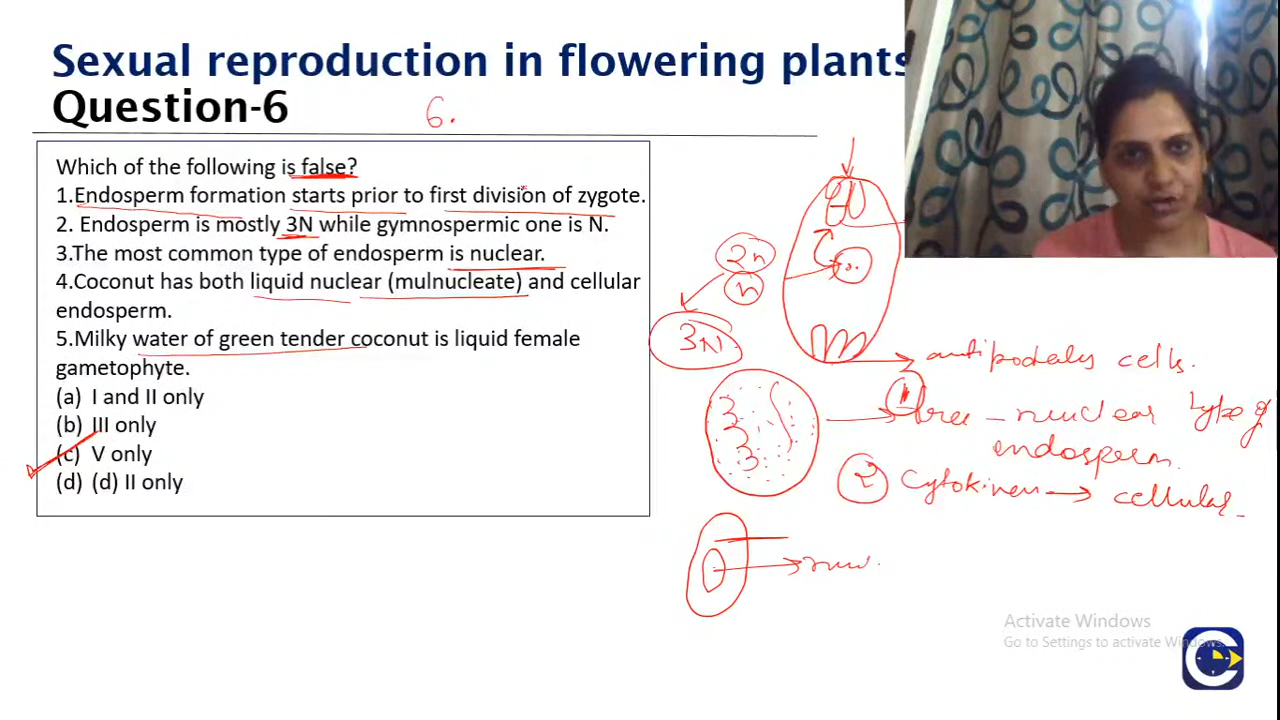 Sexual reproduction in flowering plants
Question-6
6.
Which of the following is false?
1.Endosperm formation starts prior to first division of zygote.
2. Endosperm is mostly 3N while gymnospermic one is N.
3.The most common type of endosperm is nuclear.
4.Coconut has both liquid nuclear (mulnucleate) and cellular
endosperm.
5.Milky water of green tender coconut is liquid female
gametophyte.
(a) I and II only
(b) III only
(c) V only
(d) (d) II only
2n
n
3N
antipodals cells.
1 free - nuclear type of
endosperm.
2 Cytokinen → cellular
nuc.
Activate Windows
Go to Settings to activate Windows.